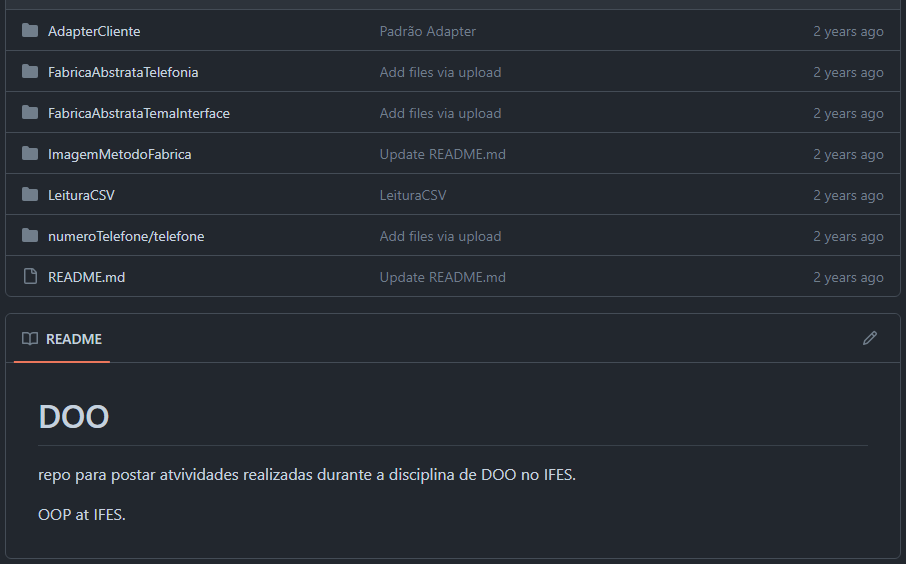 AdapterCliente Padrão Adapter 2 years ago
FabricaAbstrataTelefonia Add files via upload 2 years ago
FabricaAbstrataTemaInterface Add files via upload 2 years ago
ImagemMetodoFabrica Update README.md 2 years ago
LeituraCSV LeituraCSV 2 years ago
numeroTelefone/telefone Add files via upload 2 years ago
README.md Update README.md 2 years ago
README
DOO
repo para postar atvividades realizadas durante a disciplina de DOO no IFES.
OOP at IFES.